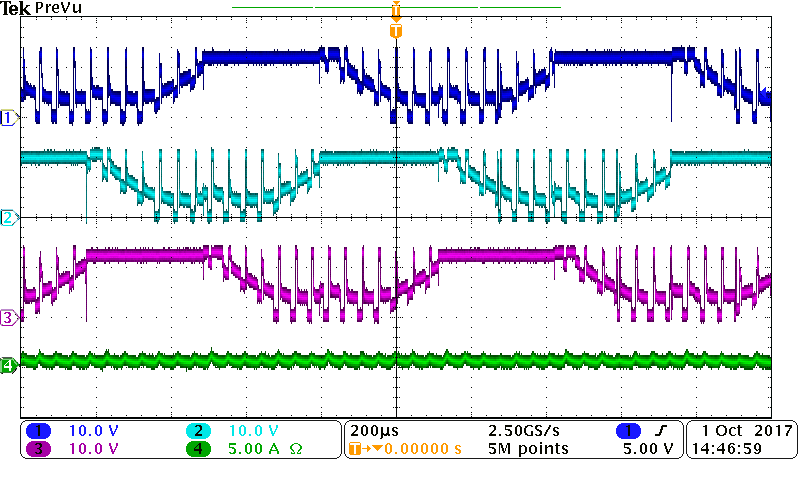 Tek PreVu
T
T
1
2
3
4
1 10.0 V 2 10.0 V
3 10.0 V 4 5.00 A Ω
200µs 2.50GS/s
T→▼0.00000 s 5M points
1 5.00 V
1 Oct 2017
14:46:59